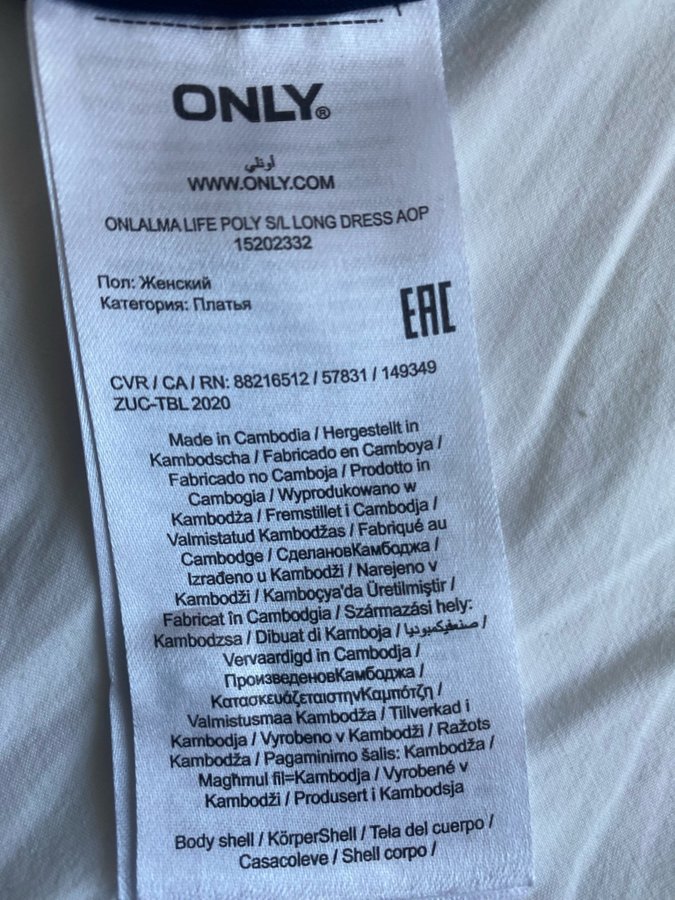 ONLY®
أونلي
WWW.ONLY.COM
ONLALMA LIFE POLY S/L LONG DRESS AOP
15202332
Пол: Женский
Категория: Платья
EAC
CVR / CA / RN: 88216512 / 57831 / 149349
ZUC-TBL 2020
Made in Cambodia / Hergestellt in
Kambodscha / Fabricado en Camboya /
Fabricado no Camboja / Prodotto in
Cambogia / Wyprodukowano w
Kambodża / Fremstillet i Cambodja /
Valmistatud Kambodžas / Fabriqué au
Cambodge / СделановКамбоджа /
Izrađeno u Kambodži / Narejeno v
Kambodži / Kamboçya'da Üretilmiştir /
Fabricat în Cambodgia / Származási hely:
Kambodzsa / Dibuat di Kamboja / صنعفيكمبوديا /
Vervaardigd in Cambodja /
ПроизведеновКамбоджа /
ΚατασκευάζεταιστηνΚαμπότζη /
Valmistusmaa Kambodža / Tillverkad i
Kambodja / Vyrobeno v Kambodži / Ražots
Kambodža / Pagaminimo šalis: Kambodža /
Magħmul fil=Kambodja / Vyrobené v
Kambodži / Produsert i Kambodsja
Body shell / KörperShell / Tela del cuerpo /
Casacoleve / Shell corpo /